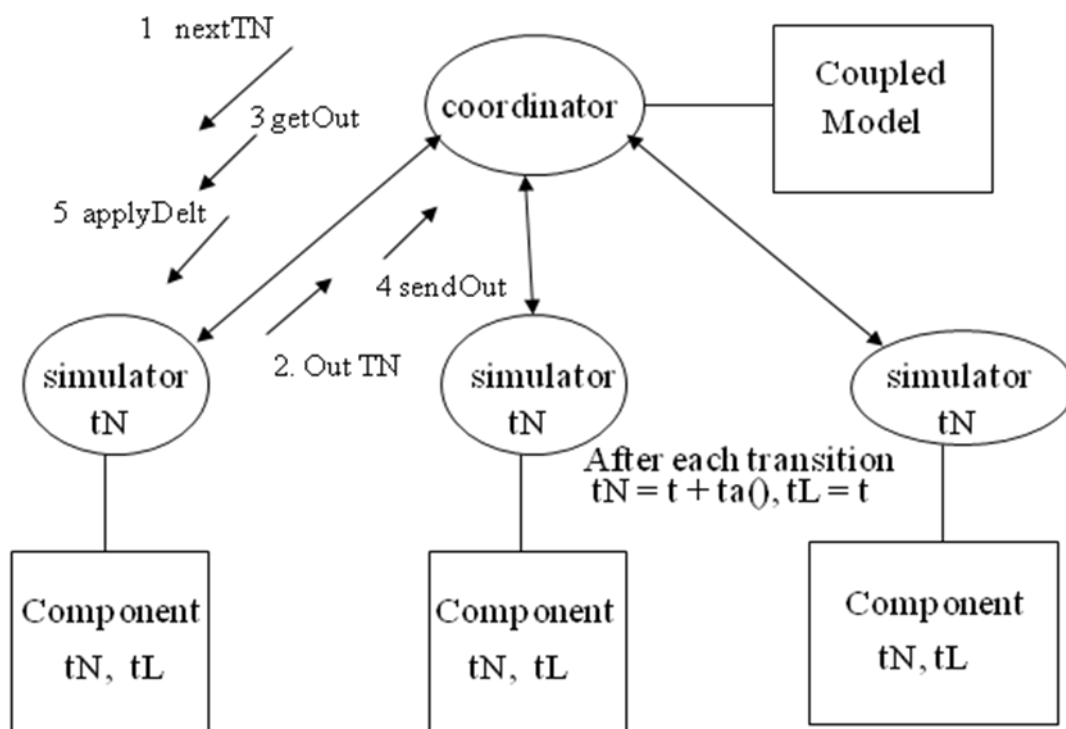 1 nextTN
Coupled
Model
coordinator
3 getOut
5 applyDelt
4 sendOut
2. Out TN
simulator
tN
simulator
tN
simulator
tN
After each transition
tN = t + ta(), tL = t
Component
tN, tL
Component
tN, tL
Component
tN, tL